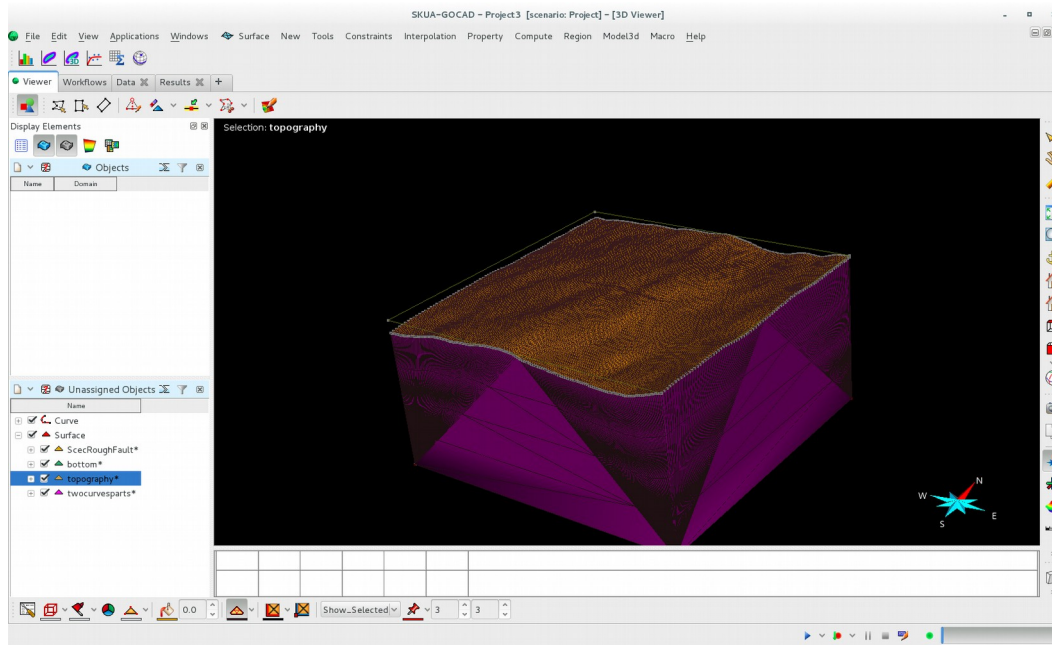 SKUA-GOCAD - Project3 [scenario: Project] - [3D Viewer]
File Edit View Applications Windows Surface New Tools Constraints Interpolation Property Compute Region Model3d Macro Help
Viewer Workflows Data Results +
Display Elements
Selection: topography
Objects
Name Domain
Unassigned Objects
Name
Curve
Surface
ScecRoughFault*
bottom*
topography*
twocurvesparts*
N
W
E
S
0.0 Show_Selected 3 3